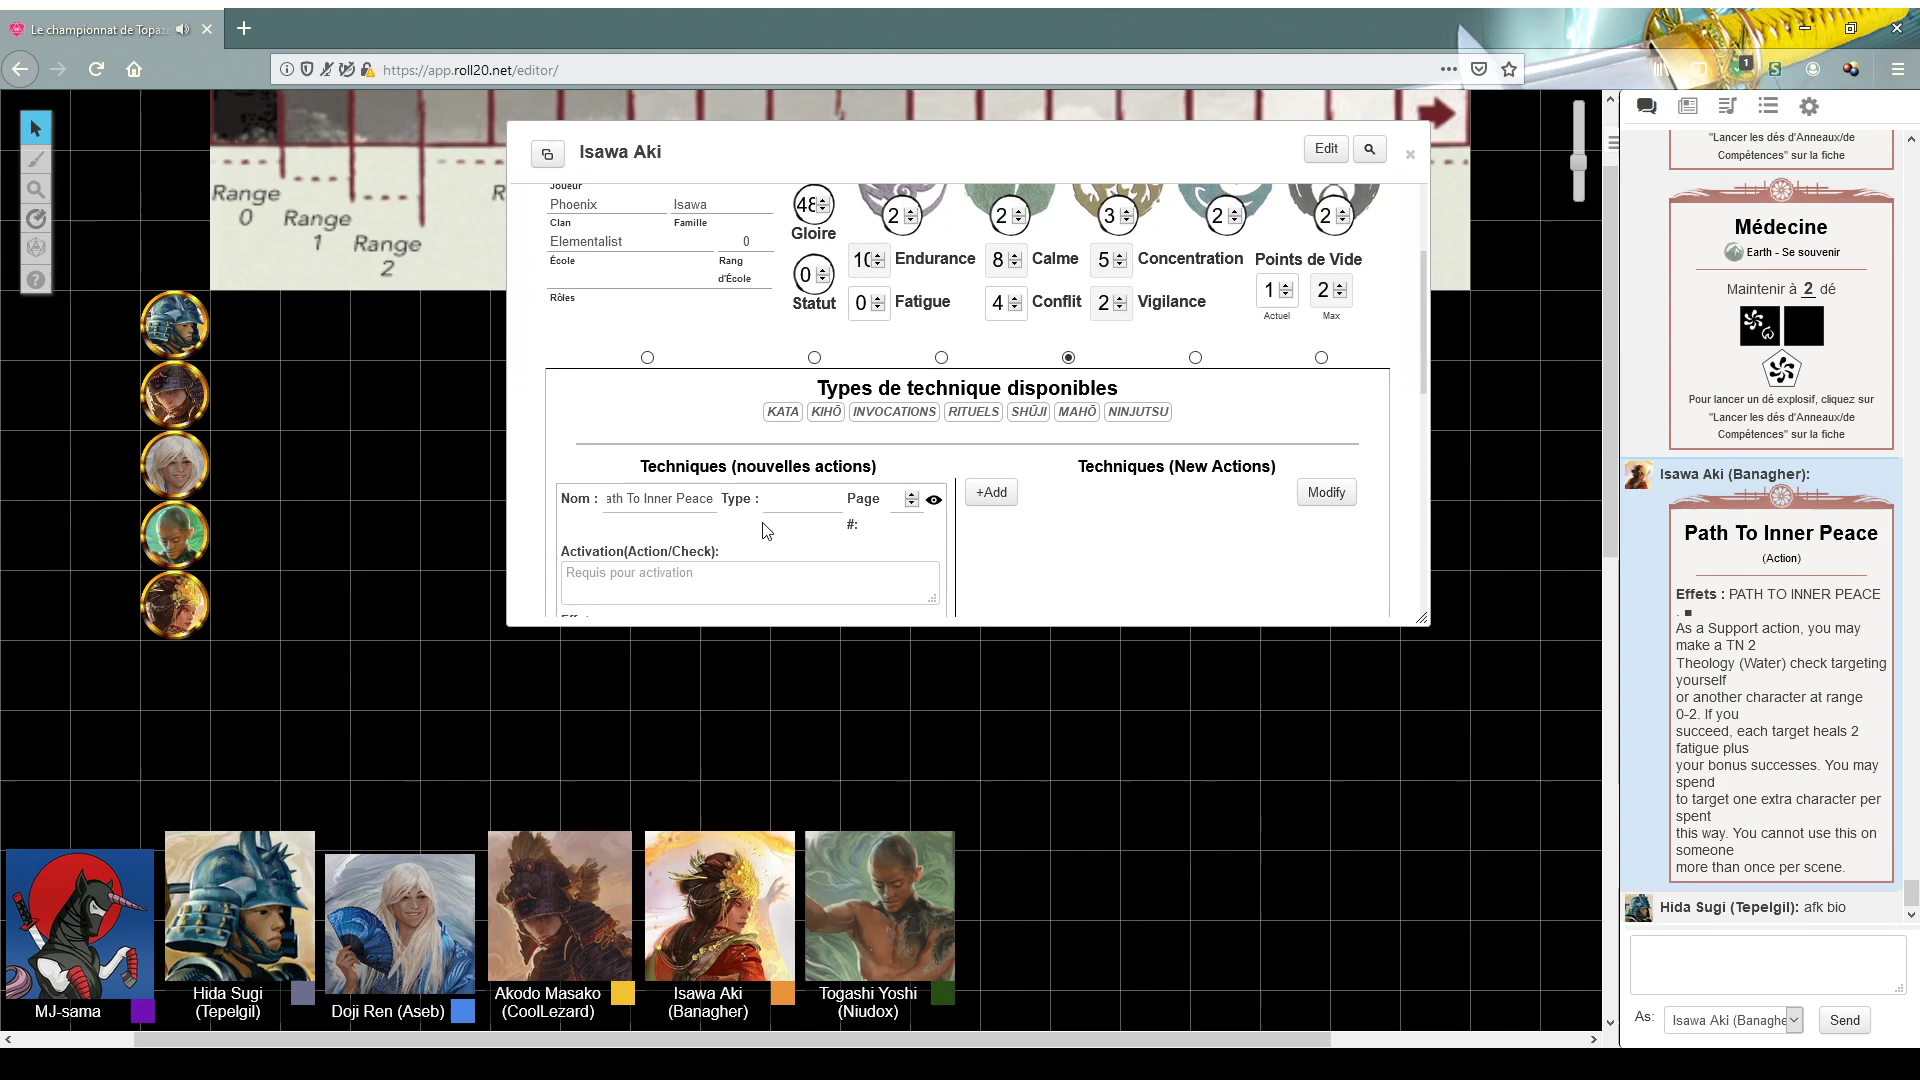 Le championnat de Topaze
https://app.roll20.net/editor/
1
Range
0
Range
1
Range
2
R
Isawa Aki
Edit
Joueur
Phoenix
Isawa
Clan
Famille
Elementalist
0
École
Rang
d'École
Rôles
48
Gloire
0
Statut
2
2
3
2
2
10
Endurance
8
Calme
5
Concentration
Points de Vide
0
Fatigue
4
Conflit
2
Vigilance
1
2
Actuel
Max
Types de technique disponibles
KATA
KIHŌ
INVOCATIONS
RITUELS
SHŪJI
MAHŌ
NINJUTSU
Techniques (nouvelles actions)
Techniques (New Actions)
Nom :
ath To Inner Peace
Type :
Page
#:
+Add
Modify
Activation(Action/Check):
Requis pour activation
"Lancer les dés d'Anneaux/de
Compétences" sur la fiche
Médecine
Earth - Se souvenir
Maintenir à 2 dé
Pour lancer un dé explosif, cliquez sur
"Lancer les dés d'Anneaux/de
Compétences" sur la fiche
Isawa Aki (Banagher):
Path To Inner Peace
(Action)
Effets : PATH TO INNER PEACE
. ■
As a Support action, you may
make a TN 2
Theology (Water) check targeting
yourself
or another character at range
0-2. If you
succeed, each target heals 2
fatigue plus
your bonus successes. You may
spend
to target one extra character per
spent
this way. You cannot use this on
someone
more than once per scene.
Hida Sugi (Tepelgil): afk bio
As:
Isawa Aki (Banaghe
Send
MJ-sama
Hida Sugi
(Tepelgil)
Doji Ren (Aseb)
Akodo Masako
(CoolLezard)
Isawa Aki
(Banagher)
Togashi Yoshi
(Niudox)